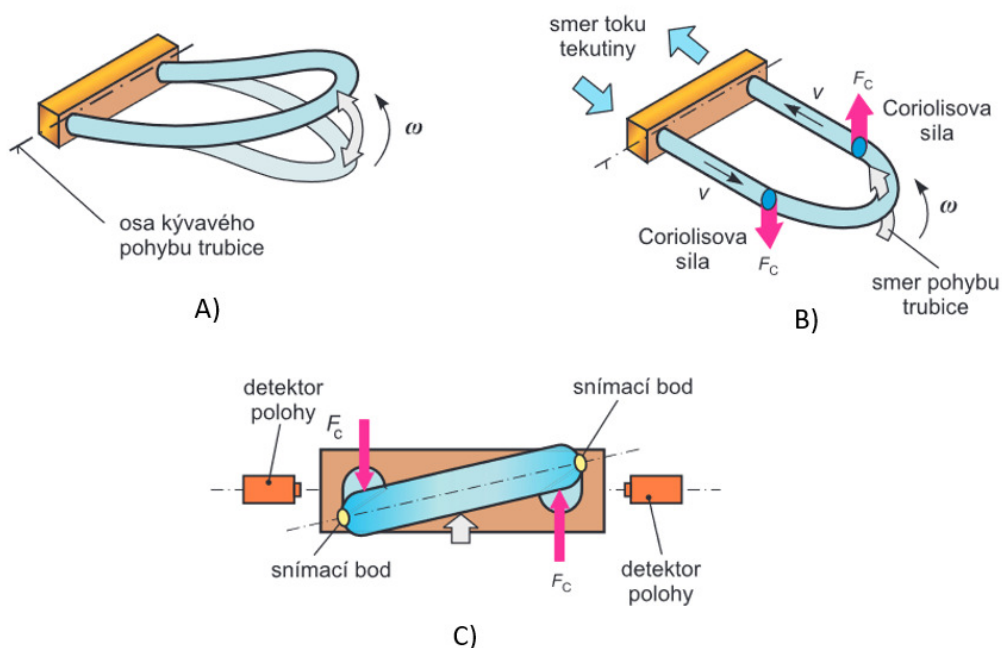 ω
osa kývavého
pohybu trubice
A)
smer toku
tekutiny
v
F_C
Coriolisova
sila
v
ω
Coriolisova
sila
F_C
smer pohybu
trubice
B)
detektor
polohy
F_C
snímací bod
snímací bod
F_C
detektor
polohy
C)